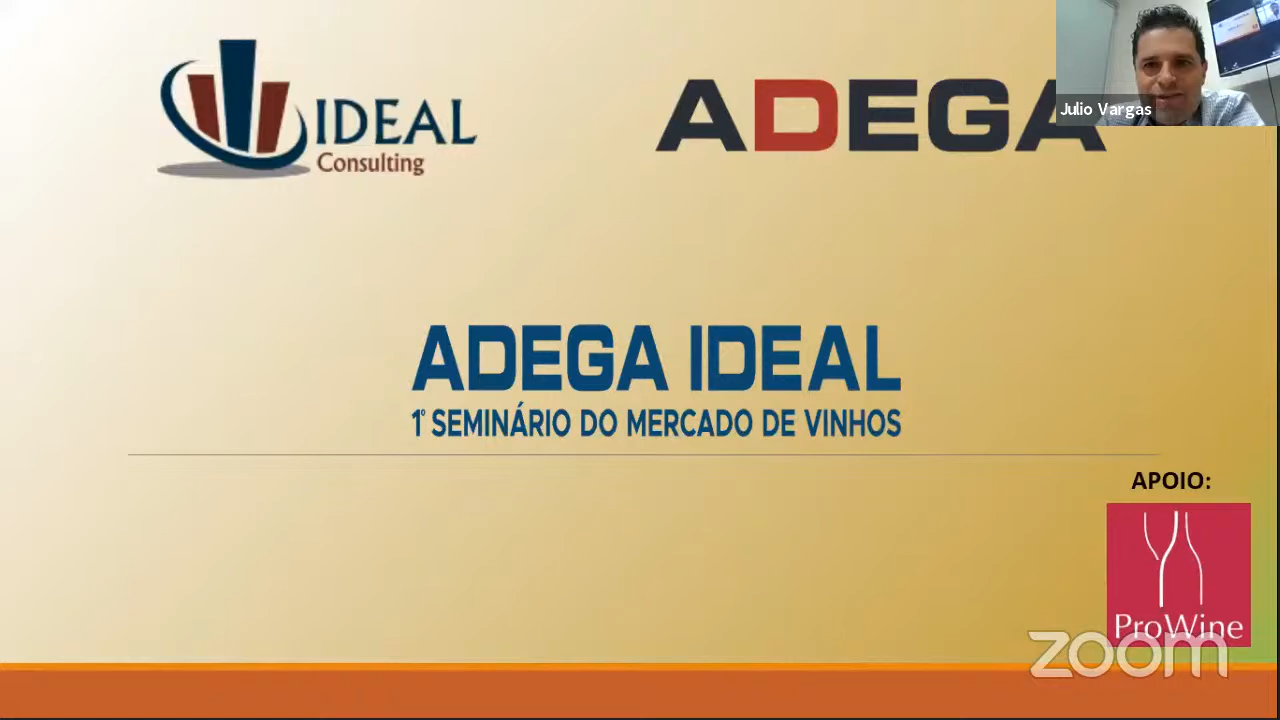 IDEAL
Consulting
ADEGA
Julio Vargas
ADEGA IDEAL
1º SEMINÁRIO DO MERCADO DE VINHOS
APOIO:
ProWine
zoom